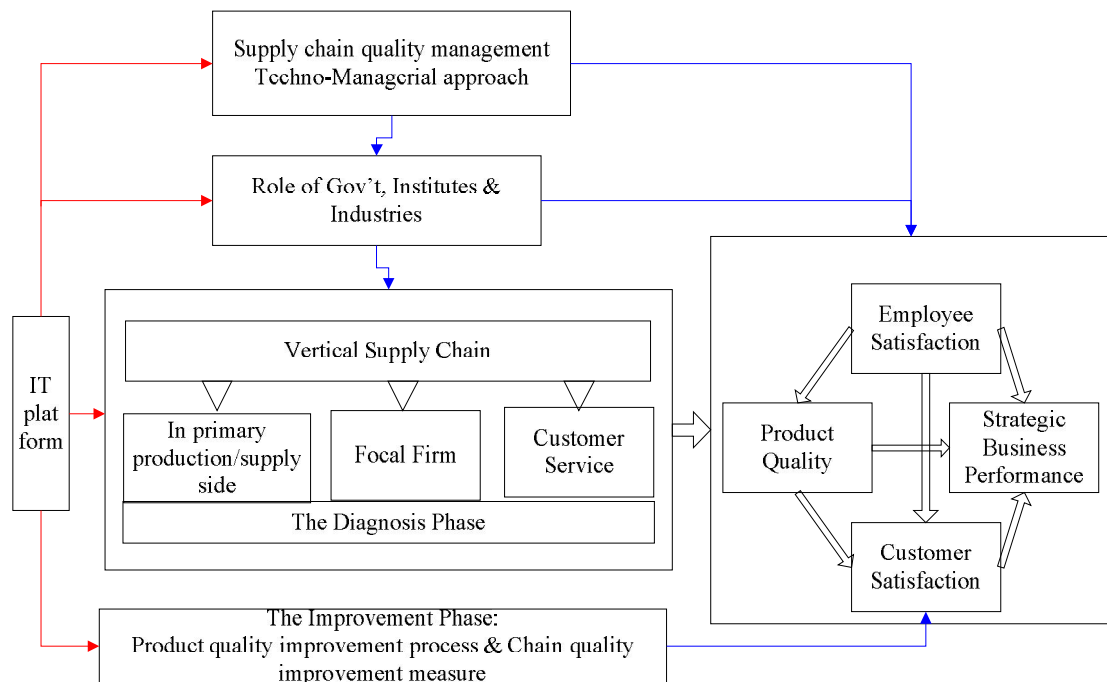 Supply chain quality management
Techno-Managerial approach
Role of Gov't, Institutes &
Industries
IT
plat
form
Vertical Supply Chain
In primary
production/supply
side
Focal Firm
Customer
Service
The Diagnosis Phase
The Improvement Phase:
Product quality improvement process & Chain quality
improvement measure
Employee
Satisfaction
Product
Quality
Strategic
Business
Performance
Customer
Satisfaction